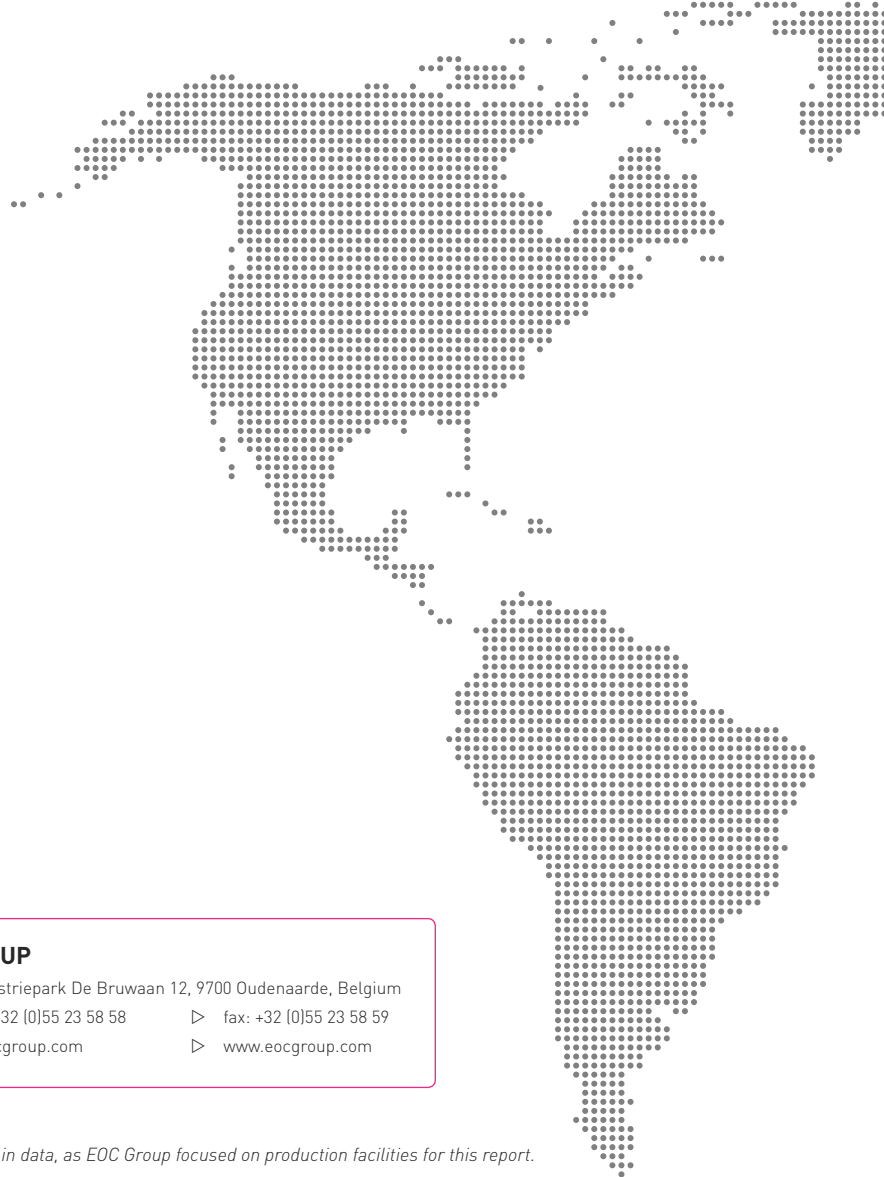 UP
striepark De Bruwaan 12, 9700 Oudenaarde, Belgium
32 (0)55 23 58 58 ▷ fax: +32 (0)55 23 58 59
cgroup.com ▷ www.eocgroup.com
in data, as EOC Group focused on production facilities for this report.